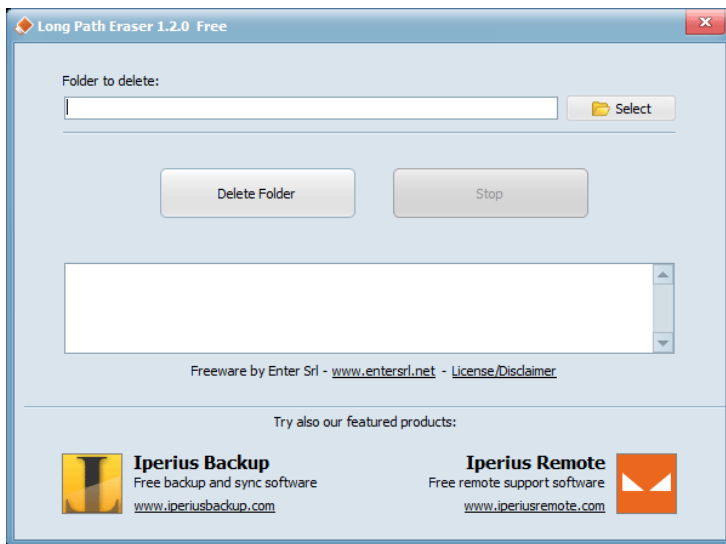 Long Path Eraser 1.2.0 Free
Folder to delete:
Select
Delete Folder
Stop
Freeware by Enter Srl - www.entersrl.net - License/Disclaimer
Try also our featured products:
Iperius Backup
Free backup and sync software
www.iperiusbackup.com
Iperius Remote
Free remote support software
www.iperiusremote.com